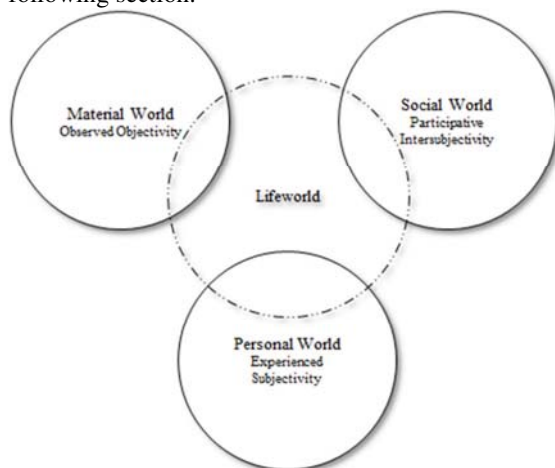 following section.
Material World
Observed Objectivity
Social World
Participative
Intersubjectivity
Lifeworld
Personal World
Experienced
Subjectivity